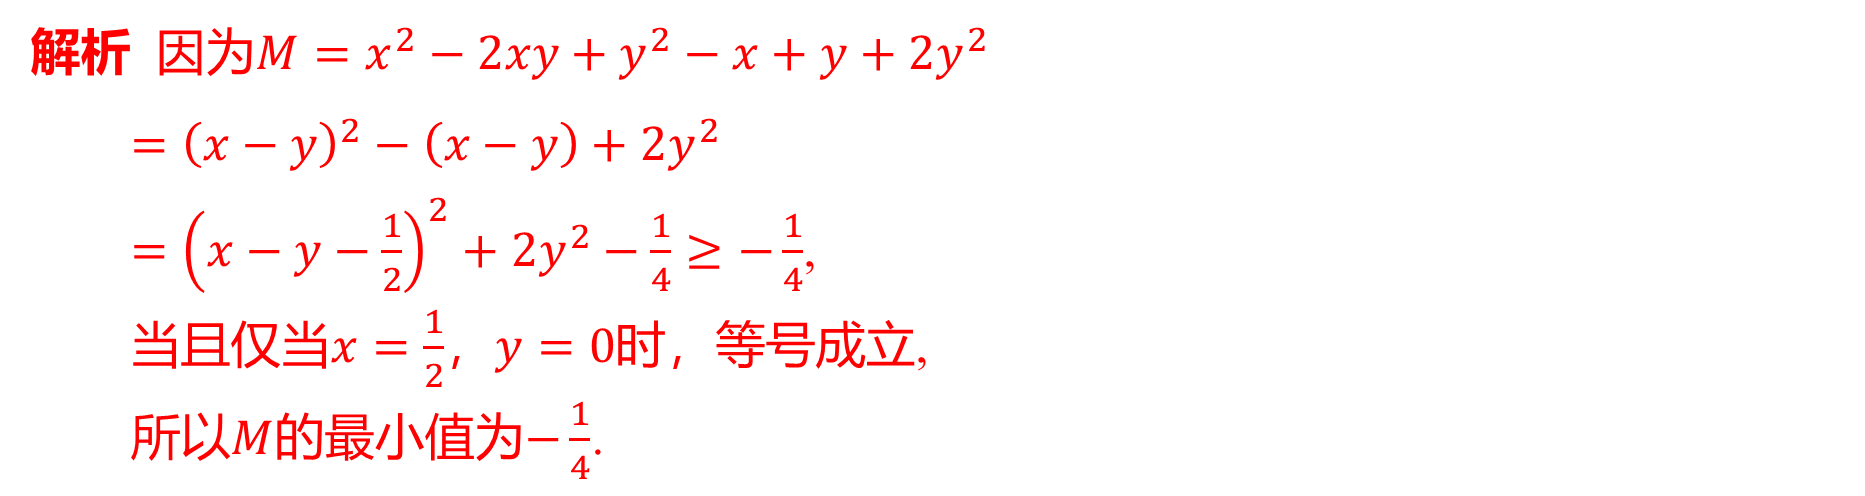 解析 因为M = x² − 2xy + y² − x + y + 2y²
= (x − y)² − (x − y) + 2y²
= (x − y − 1/2)² + 2y² − 1/4 ≥ − 1/4,
当且仅当x = 1/2，y = 0时，等号成立,
所以M的最小值为− 1/4.